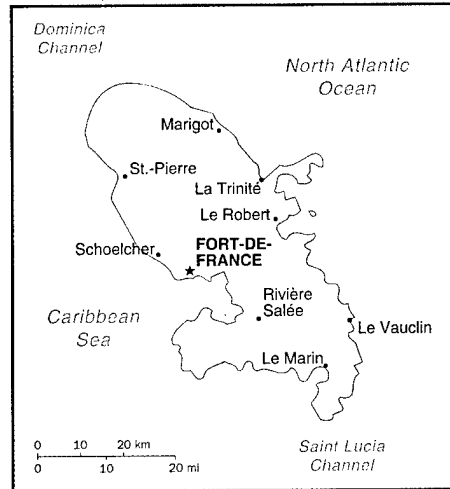 Dominica
Channel
North Atlantic
Ocean
Marigot
St.-Pierre
La Trinité
Le Robert
FORT-DE-
FRANCE
Schoelcher
Caribbean
Sea
Rivière
Salée
Le Vauclin
Le Marin
Saint Lucia
Channel
0 10 20 km
0 10 20 mi